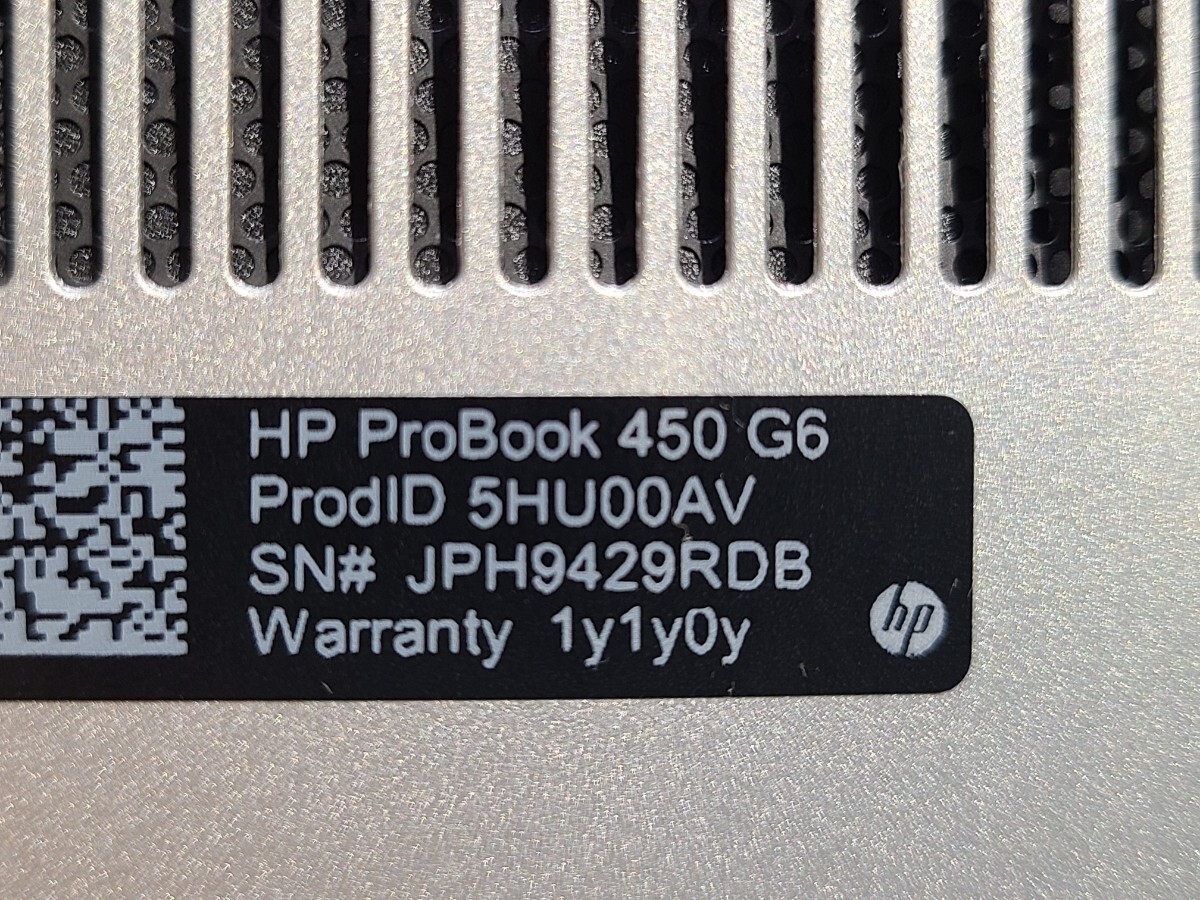 HP ProBook 450 G6
ProdID 5HU00AV
SN# JPH9429RDB
Warranty 1y1y0y
hp